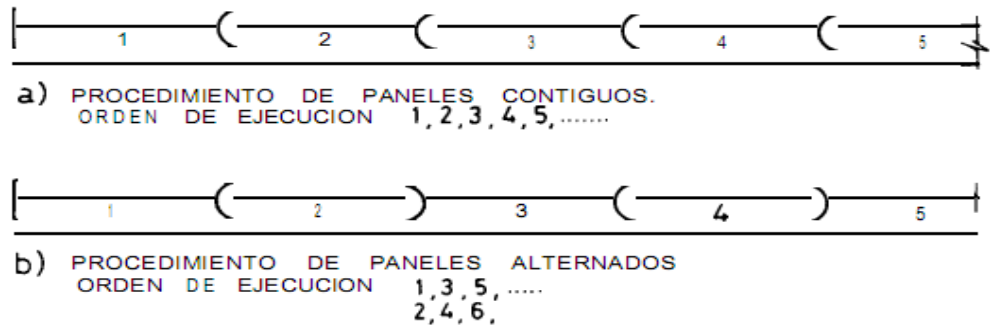 1 2 3 4 5
a) PROCEDIMIENTO DE PANELES CONTIGUOS.
ORDEN DE EJECUCION 1,2,3,4,5,.......
1 2 3 4 5
b) PROCEDIMIENTO DE PANELES ALTERNADOS
ORDEN DE EJECUCION 1,3,5,.....
2,4,6,